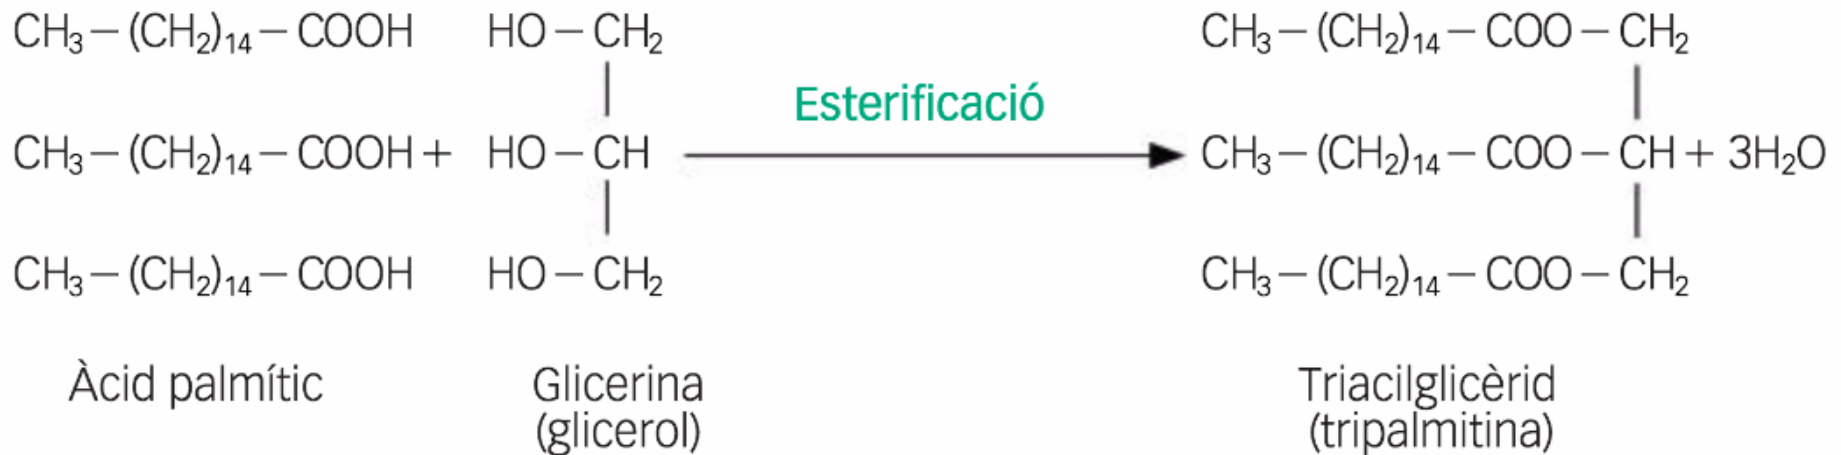 CH₃ – (CH₂)₁₄ – COOH HO – CH₂ CH₃ – (CH₂)₁₄ – COO – CH₂
Esterificació
CH₃ – (CH₂)₁₄ – COOH + HO – CH CH₃ – (CH₂)₁₄ – COO – CH + 3H₂O
CH₃ – (CH₂)₁₄ – COOH HO – CH₂ CH₃ – (CH₂)₁₄ – COO – CH₂
Àcid palmític Glicerina Triacilglicèrid
(glicerol) (tripalmitina)